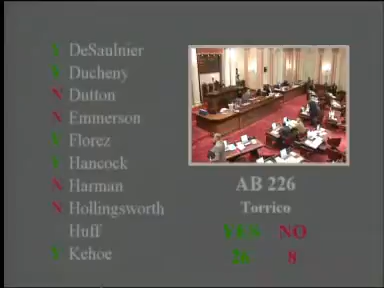 Y DeSaulnier
Y Ducheny
N Dutton
N Emmerson
Y Florez
Y Hancock
N Harman
N Hollingsworth
Huff
Y Kehoe
AB 226
Torrico
YES NO
26 8